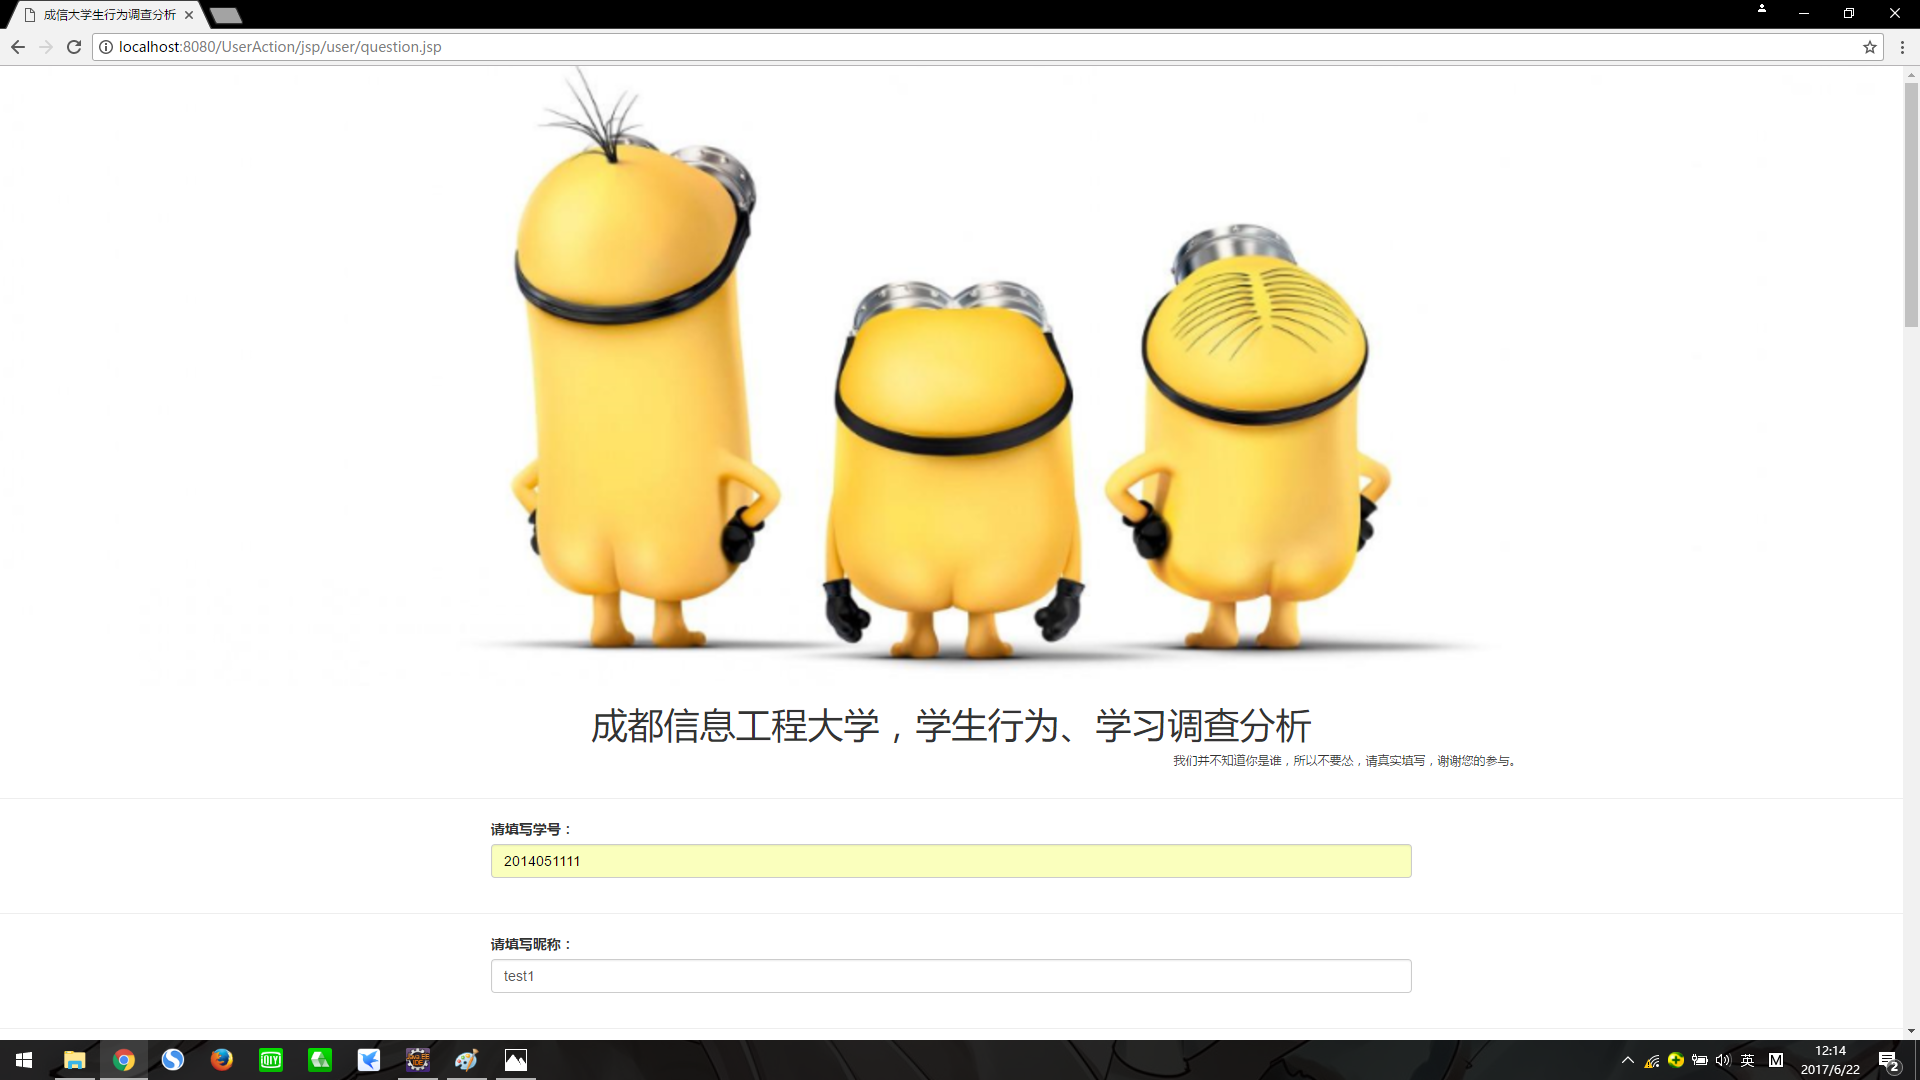 成信大学生行为调查分析
localhost:8080/UserAction/jsp/user/question.jsp
成都信息工程大学，学生行为、学习调查分析
我们并不知道你是谁，所以不要怂，请真实填写，谢谢您的参与。
请填写学号：
2014051111
请填写昵称：
test1
QIY
英
M
12:14
2017/6/22
2